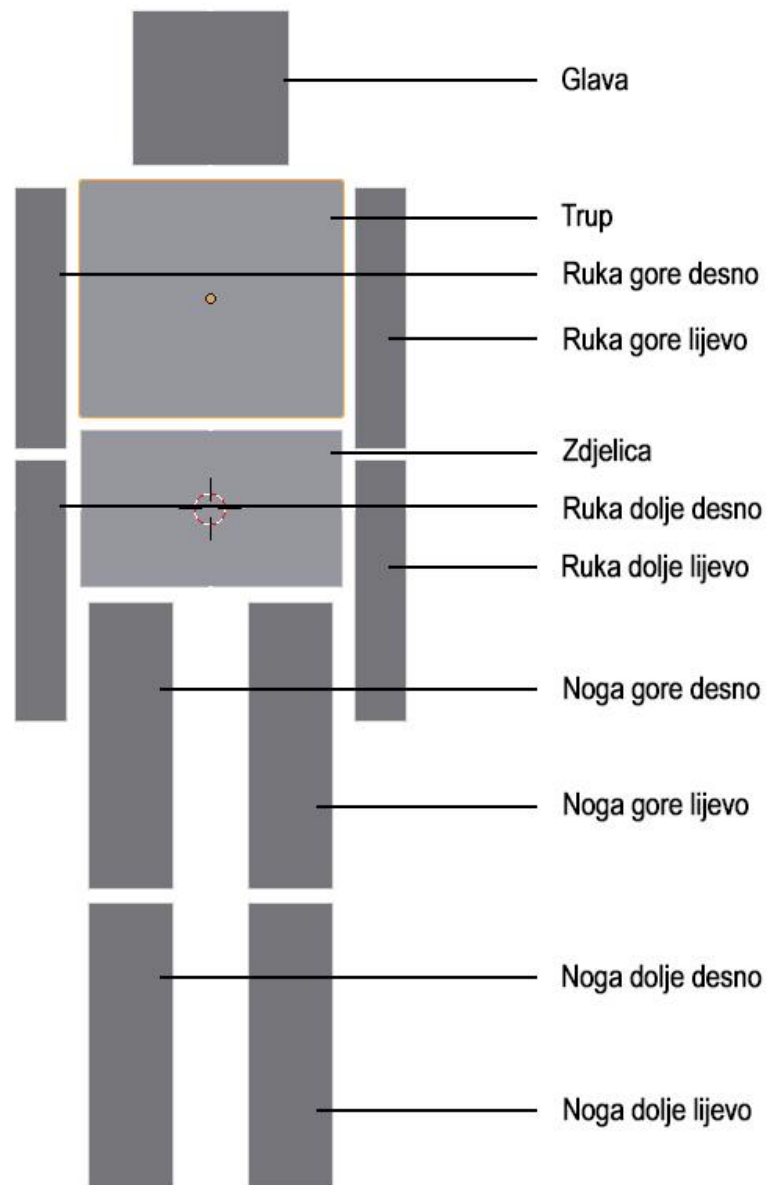 Glava
Trup
Ruka gore desno
Ruka gore lijevo
Zdjelica
Ruka dolje desno
Ruka dolje lijevo
Noga gore desno
Noga gore lijevo
Noga dolje desno
Noga dolje lijevo